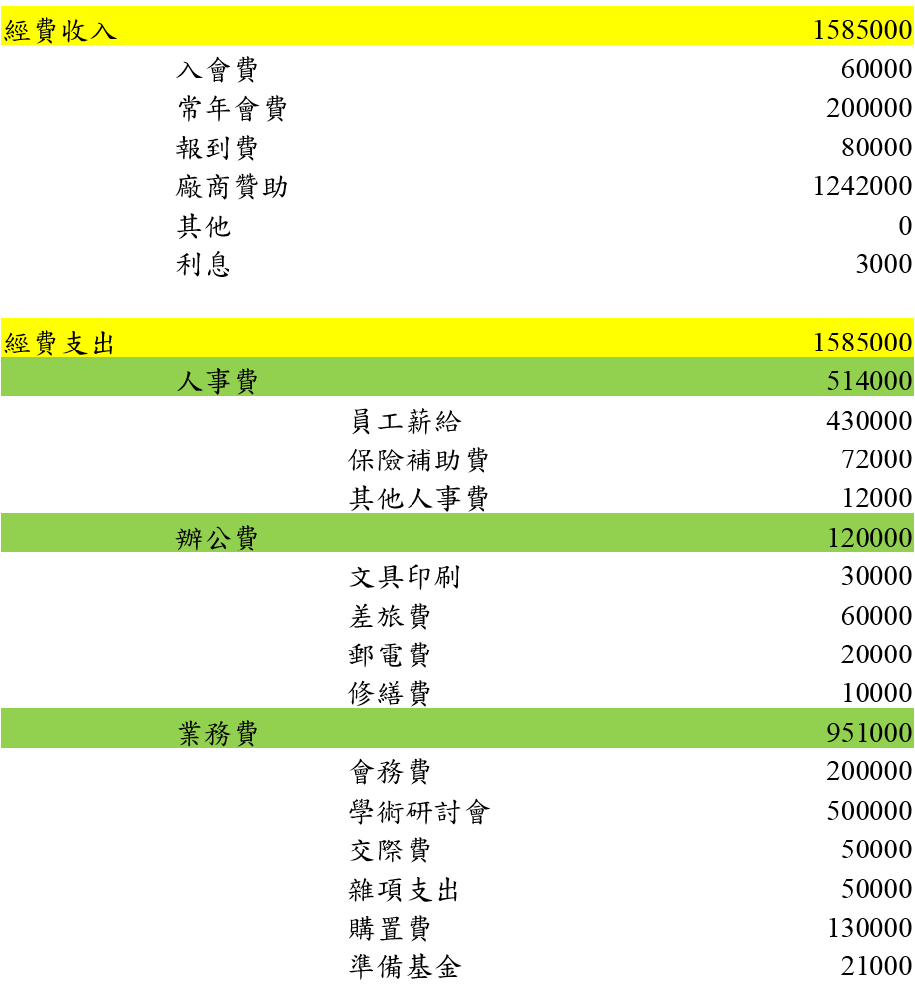 經費收入 1585000
入會費 60000
常年會費 200000
報到費 80000
廠商贊助 1242000
其他 0
利息 3000
經費支出 1585000
人事費 514000
員工薪給 430000
保險補助費 72000
其他人事費 12000
辦公費 120000
文具印刷 30000
差旅費 60000
郵電費 20000
修繕費 10000
業務費 951000
會務費 200000
學術研討會 500000
交際費 50000
雜項支出 50000
購置費 130000
準備基金 21000